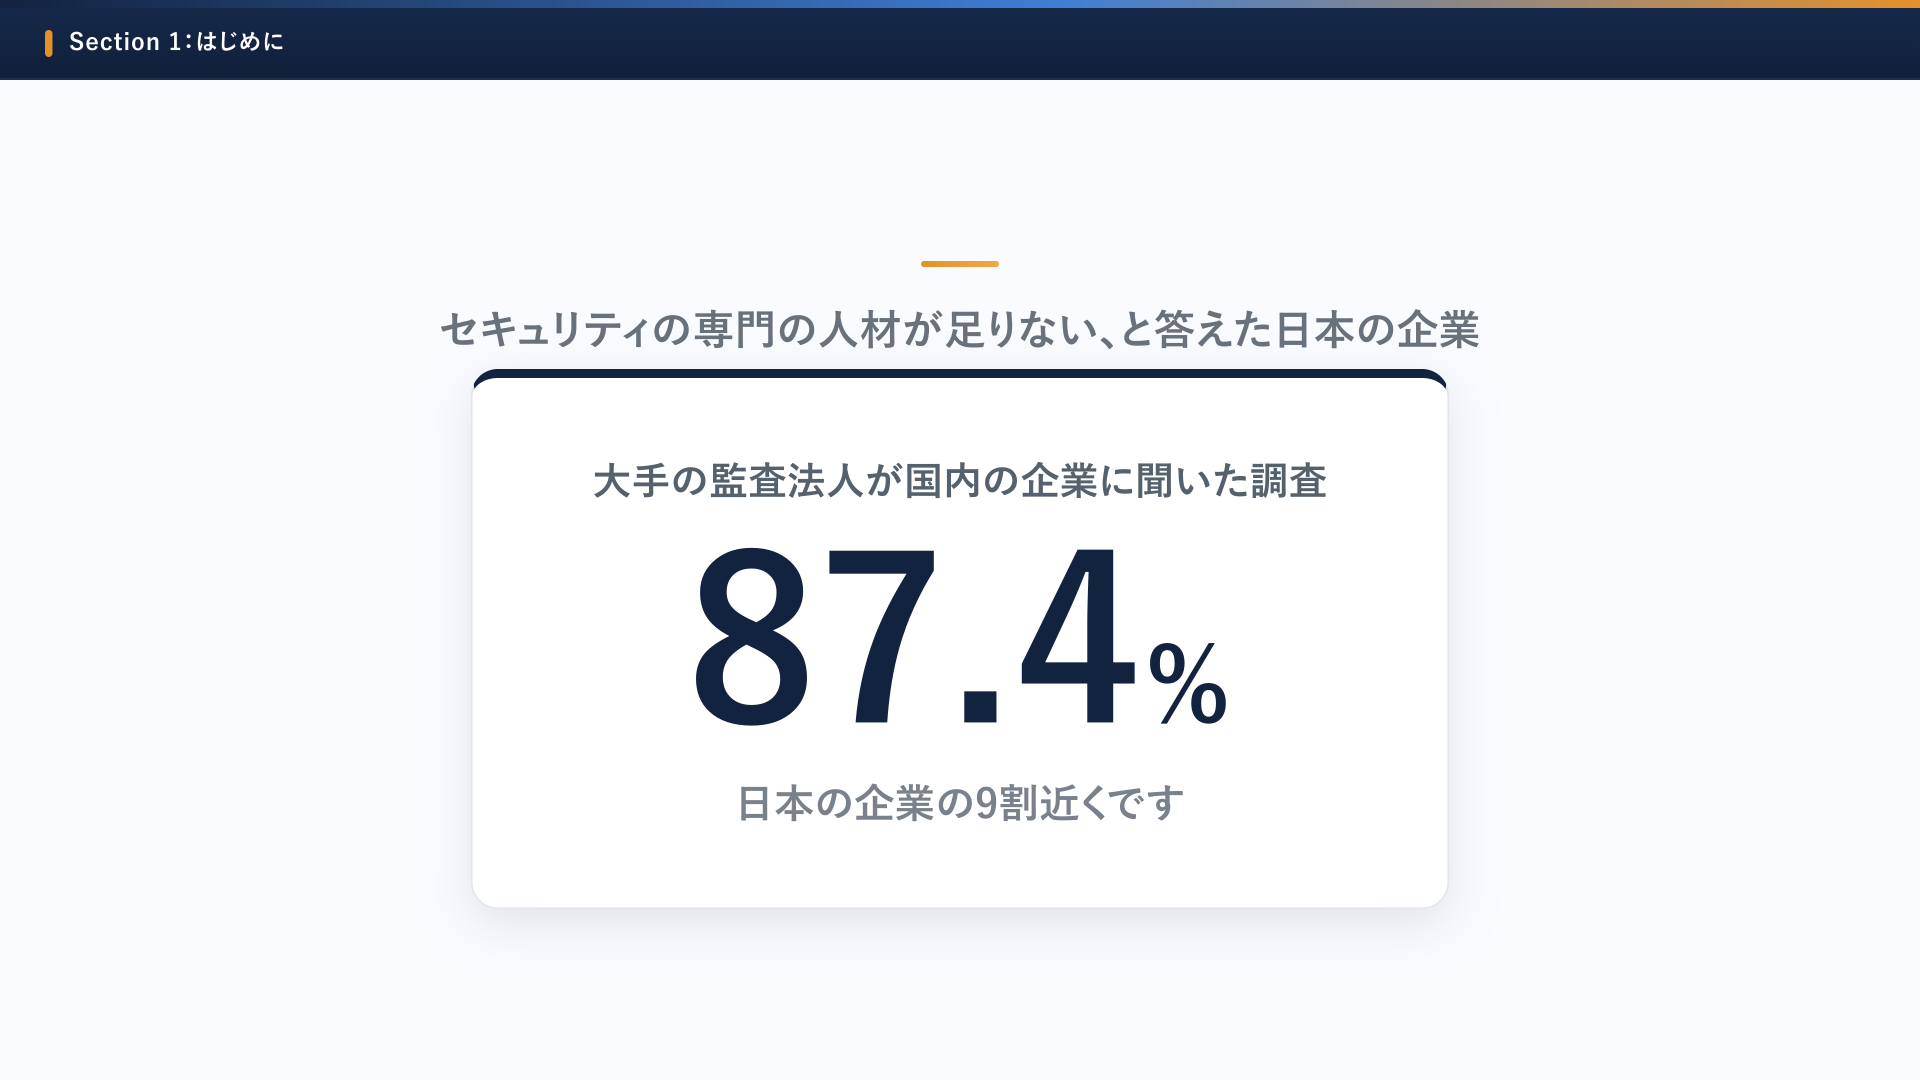 Section 1：はじめに
セキュリティの専門の人材が足りない、と答えた日本の企業
大手の監査法人が国内の企業に聞いた調査
87.4%
日本の企業の9割近くです